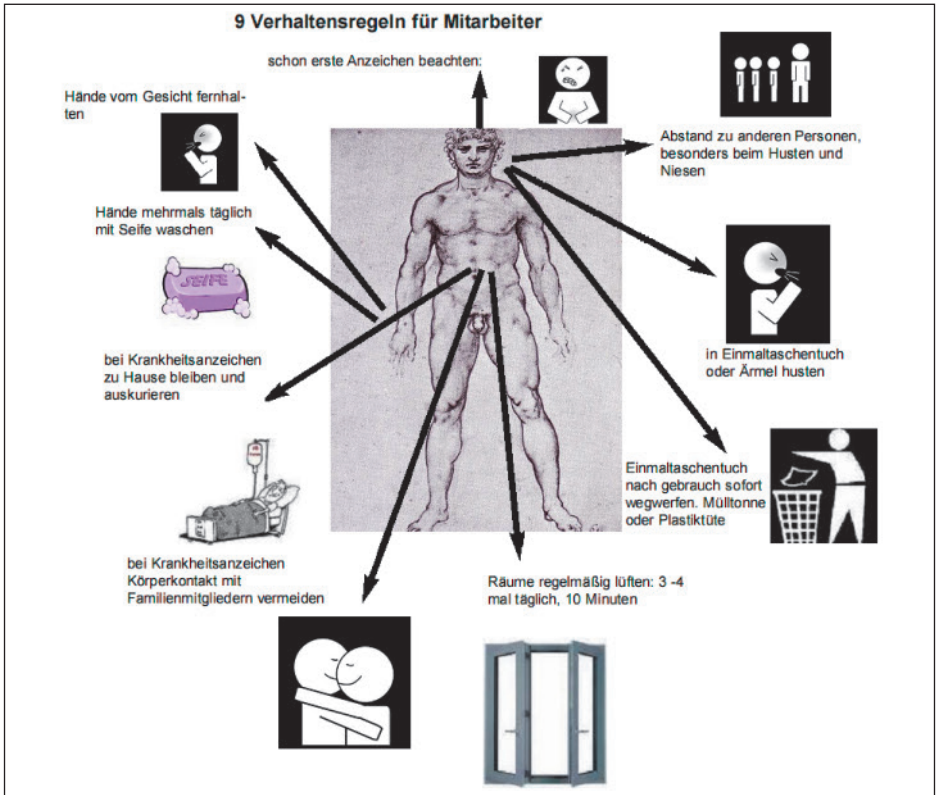 9 Verhaltensregeln für Mitarbeiter
schon erste Anzeichen beachten:
Hände vom Gesicht fernhal-
ten
Abstand zu anderen Personen,
besonders beim Husten und
Niesen
Hände mehrmals täglich
mit Seife waschen
SEIFE
in Einmaltaschentuch
oder Ärmel husten
bei Krankheitsanzeichen
zu Hause bleiben und
auskurieren
Einmaltaschentuch
nach gebrauch sofort
wegwerfen. Mülltonne
oder Plastiktüte
bei Krankheitsanzeichen
Körperkontakt mit
Familienmitgliedern vermeiden
Räume regelmäßig lüften: 3 -4
mal täglich, 10 Minuten